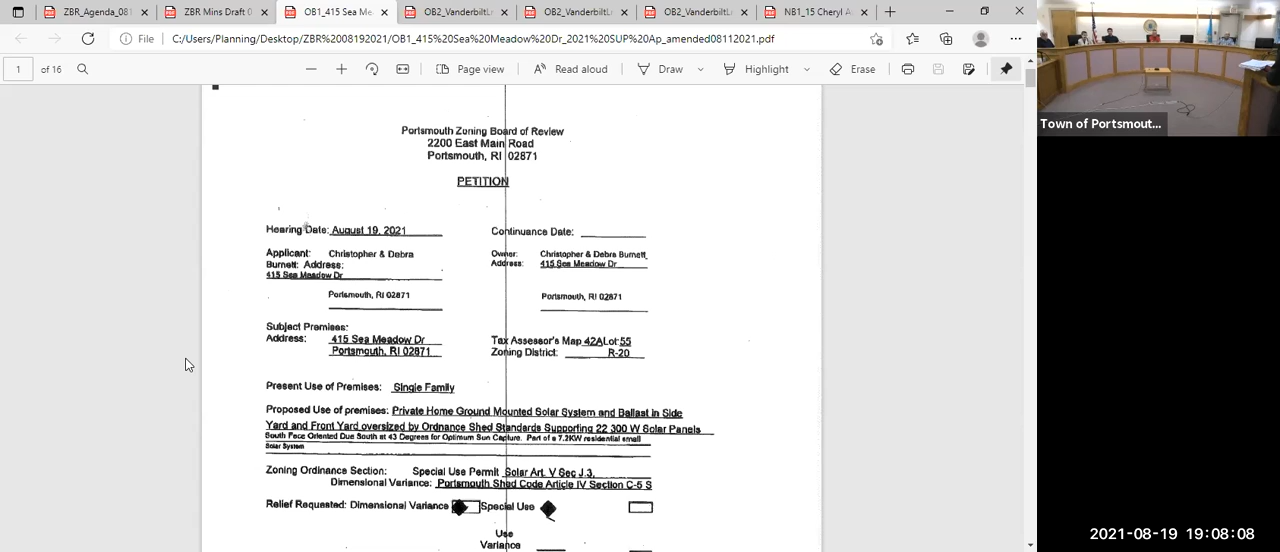 ZBR_Agenda_081
ZBR Mins Draft 0
OB1_415 Sea Me
OB2_VanderbiltL
OB2_VanderbiltL
OB2_VanderbiltL
NB1_15 Cheryl A
File C:/Users/Planning/Desktop/ZBR%2008192021/OB1_415%20Sea%20Meadow%20Dr_2021%20SUP%20Ap_amended08112021.pdf
1 of 16 Page view Read aloud Draw Highlight Erase
Portsmouth Zoning Board of Review
2200 East Main Road
Portsmouth, RI 02871
PETITION
Hearing Date: August 19, 2021 Continuance Date:
Applicant: Christopher & Debra Owner: Christopher & Debra Burnett
Burnett Address: Address: 415 Sea Meadow Dr
415 Sea Meadow Dr
Portsmouth, RI 02871 Portsmouth, RI 02871
Subject Premises:
Address: 415 Sea Meadow Dr Tax Assessor's Map 42A Lot 55
Portsmouth, RI 02871 Zoning District: R-20
Present Use of Premises: Single Family
Proposed Use of premises: Private Home Ground Mounted Solar System and Ballast in Side
Yard and Front Yard oversized by Ordnance Shed Standards Supporting 22 300 W Solar Panels
South Face Oriented Due South at 43 Degrees for Optimum Sun Capture. Part of a 7.2KW residential small
Solar System
Zoning Ordinance Section: Special Use Permit Solar Art. V Sec J.3.
Dimensional Variance: Portsmouth Shed Code Article IV Section C-5 S
Relief Requested: Dimensional Variance Special Use
Use
Variance
Town of Portsmout...
2021-08-19 19:08:08